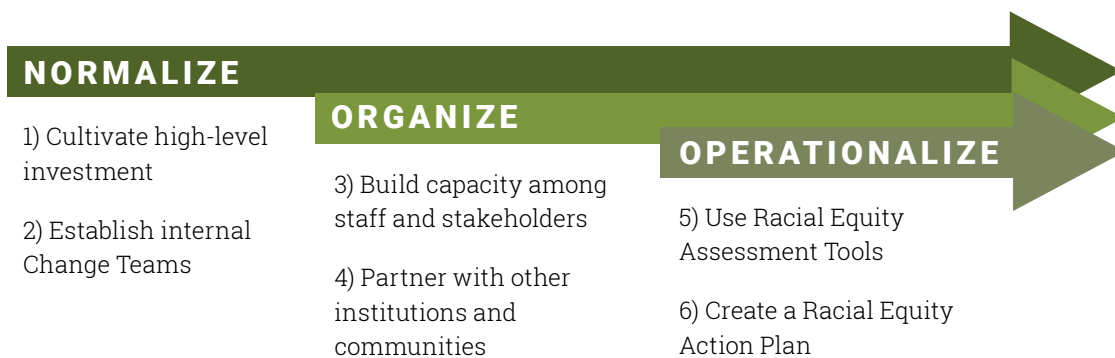 NORMALIZE
1) Cultivate high-level
investment
2) Establish internal
Change Teams
ORGANIZE
3) Build capacity among
staff and stakeholders
4) Partner with other
institutions and
communities
OPERATIONALIZE
5) Use Racial Equity
Assessment Tools
6) Create a Racial Equity
Action Plan